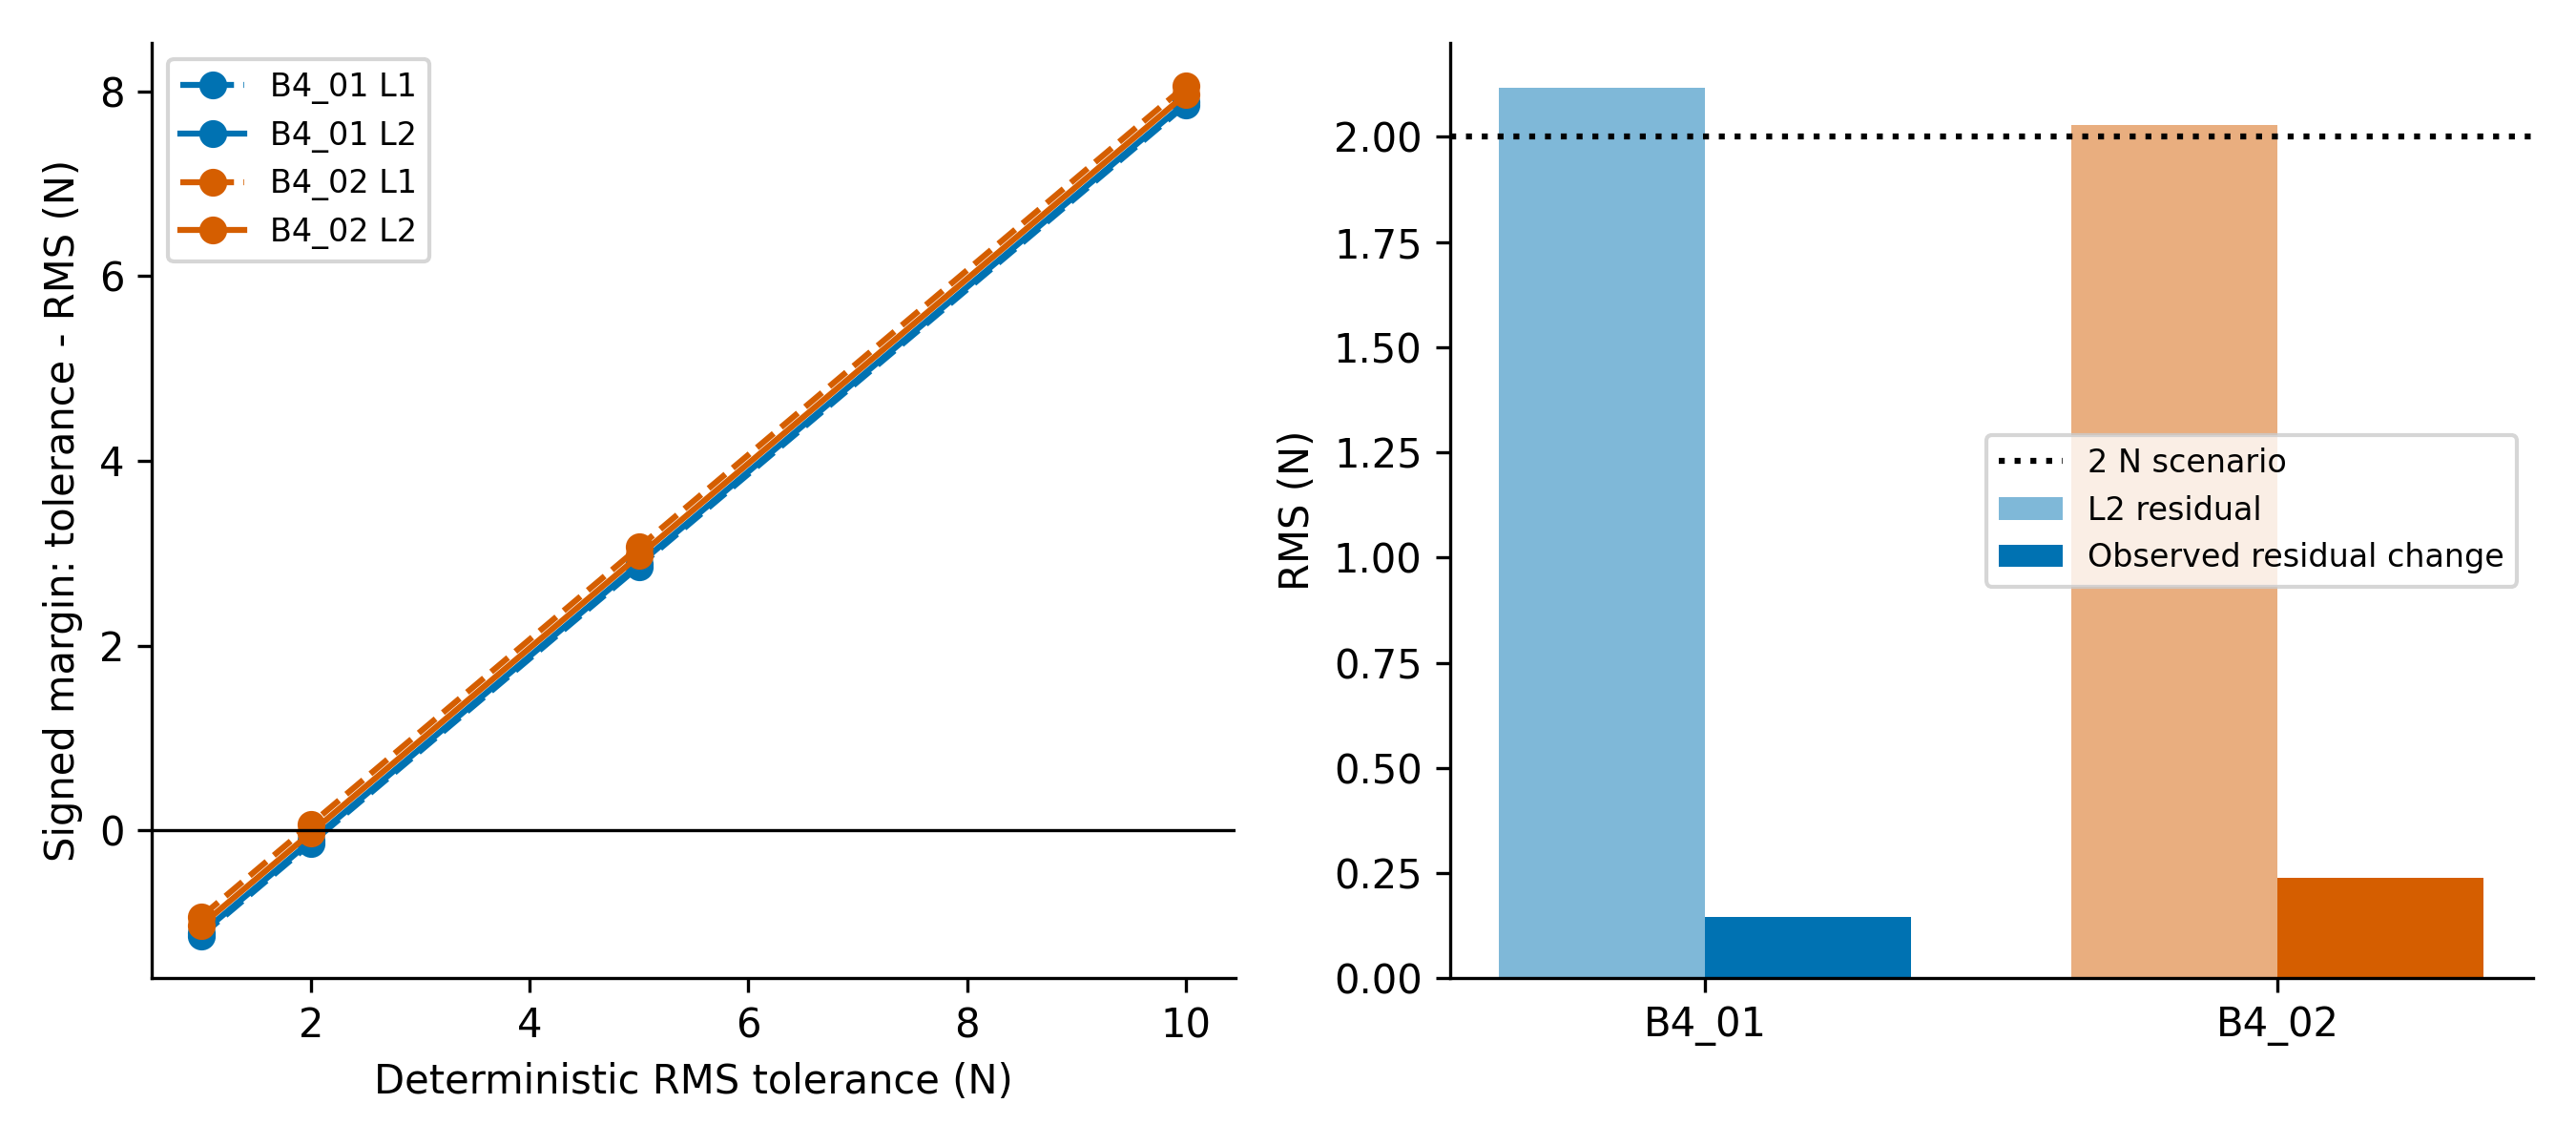 Signed margin: tolerance - RMS (N)
8
6
4
2
0
B4_01 L1
B4_01 L2
B4_02 L1
B4_02 L2
2
4
6
8
10
Deterministic RMS tolerance (N)
RMS (N)
2.00
1.75
1.50
1.25
1.00
0.75
0.50
0.25
0.00
2 N scenario
L2 residual
Observed residual change
B4_01
B4_02